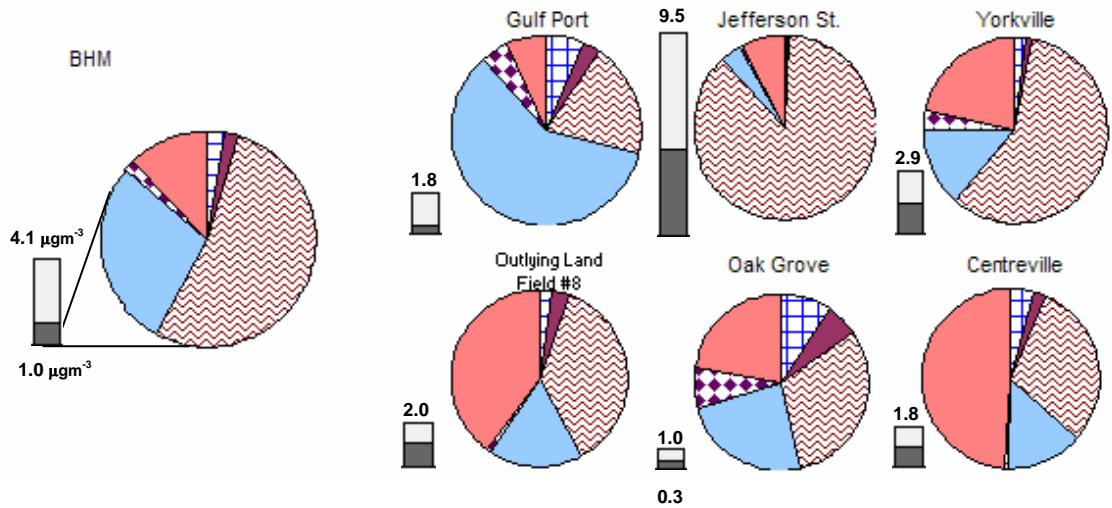 BHM
4.1 µgm⁻³
1.0 µgm⁻³
Gulf Port
1.8
9.5
Jefferson St.
Yorkville
2.9
Outlying Land
Field #8
2.0
Oak Grove
1.0
0.3
Centreville
1.8